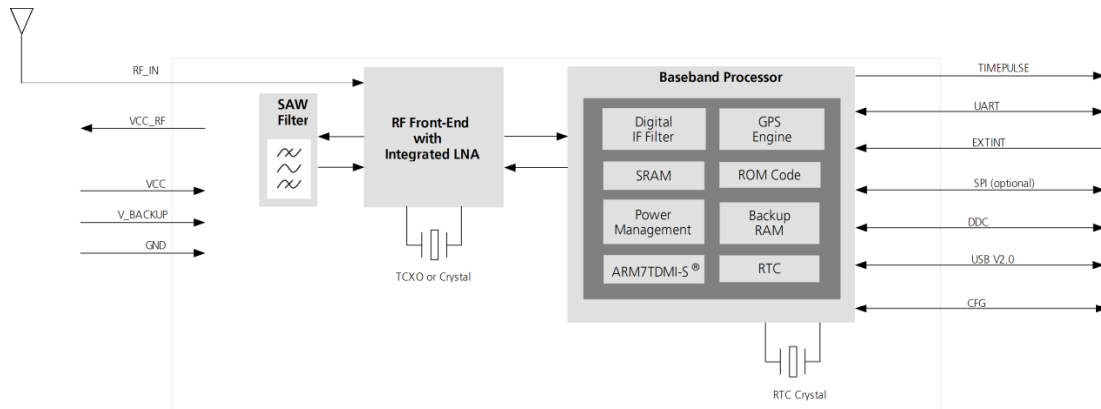 RF_IN
VCC_RF
VCC
V_BACKUP
GND
SAW
Filter
RF Front-End
with
Integrated LNA
TCXO or Crystal
Baseband Processor
Digital
IF Filter
GPS
Engine
SRAM
ROM Code
Power
Management
Backup
RAM
ARM7TDMI-S ®
RTC
RTC Crystal
TIMEPULSE
UART
EXTINT
SPI (optional)
DDC
USB V2.0
CFG